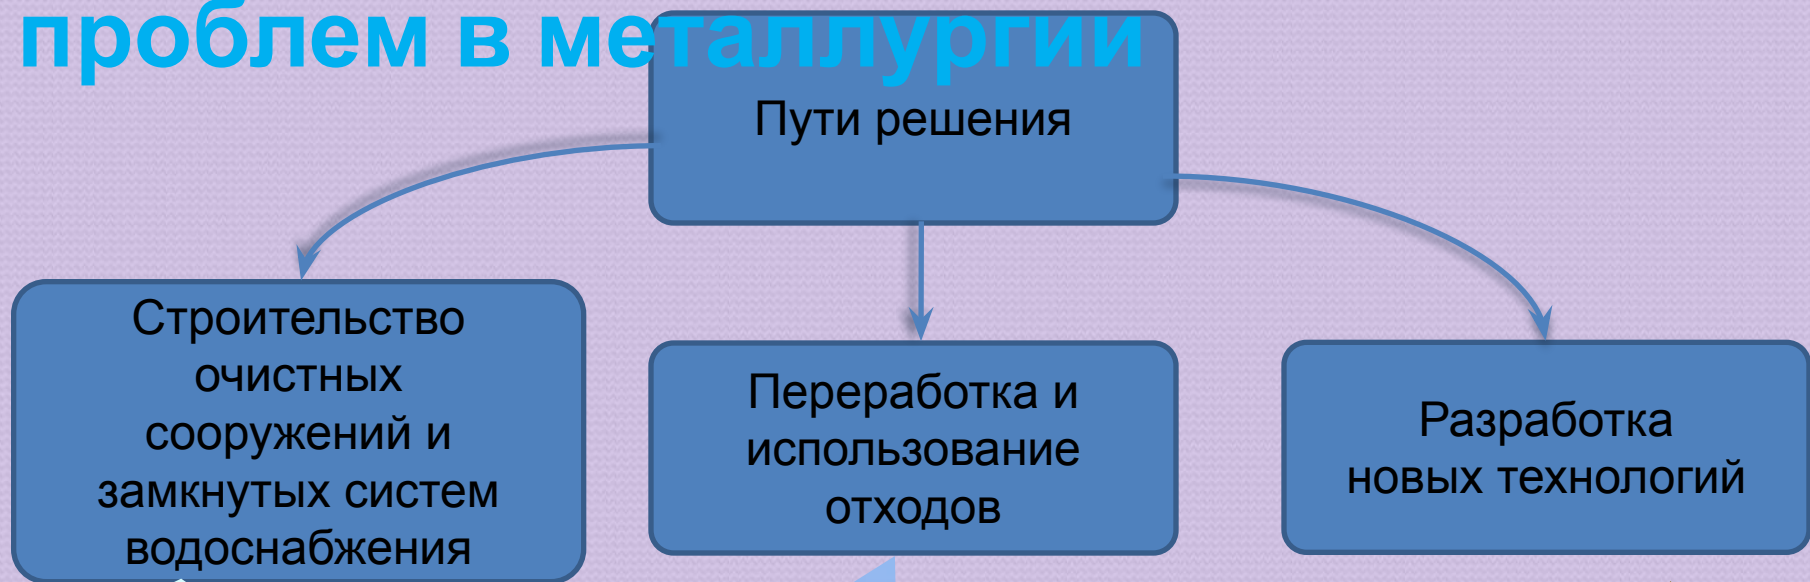 проблем в металлургии
Пути решения
Строительство
очистных
сооружений и
замкнутых систем
водоснабжения
Переработка и
использование
отходов
Разработка
новых технологий